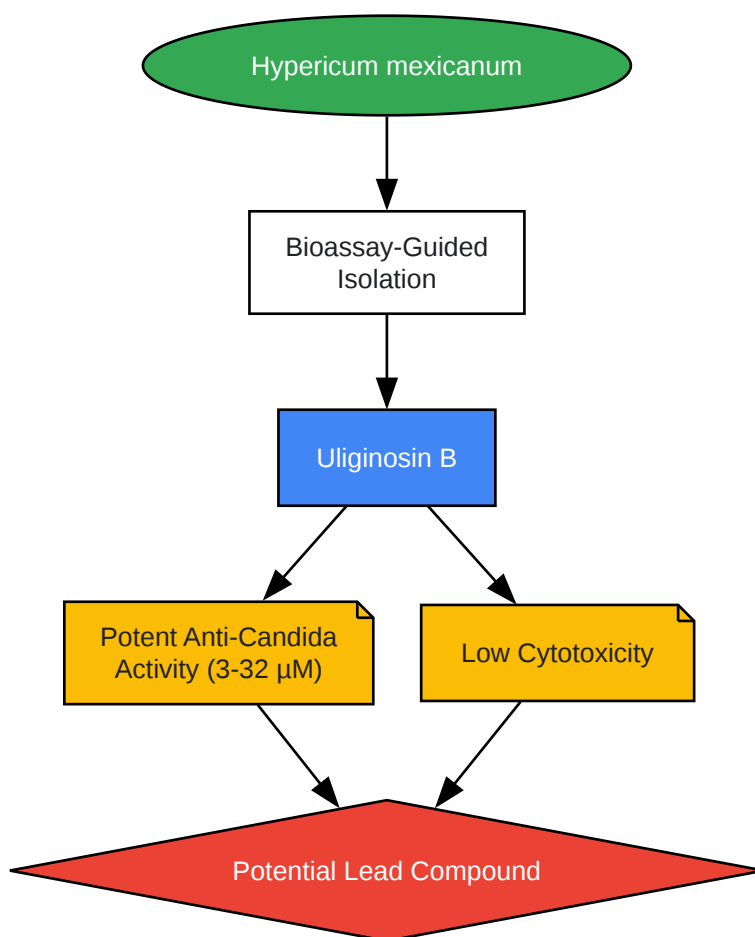 Hypericum mexicanum
Bioassay-Guided
Isolation
Uliginosin B
Potent Anti-Candida
Activity (3-32 µM)
Low Cytotoxicity
Potential Lead Compound